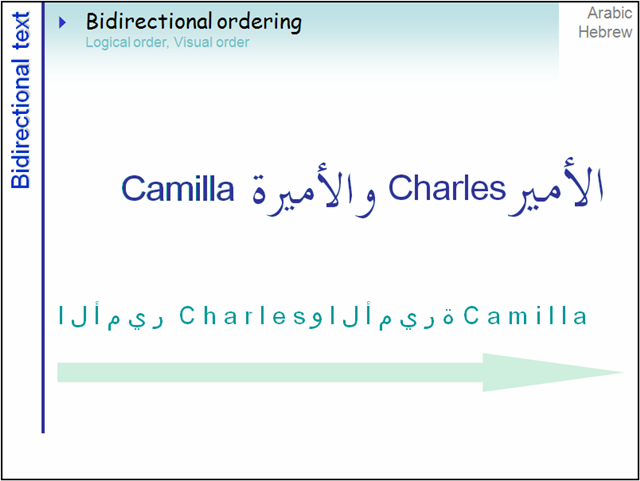 Bidirectional text
Bidirectional ordering
Logical order, Visual order
Arabic
Hebrew
الأمير Charles والأميرة Camilla
ا ل أ م ي ر C h a r l e s و ا ل أ م ي ر ة C a m i l l a